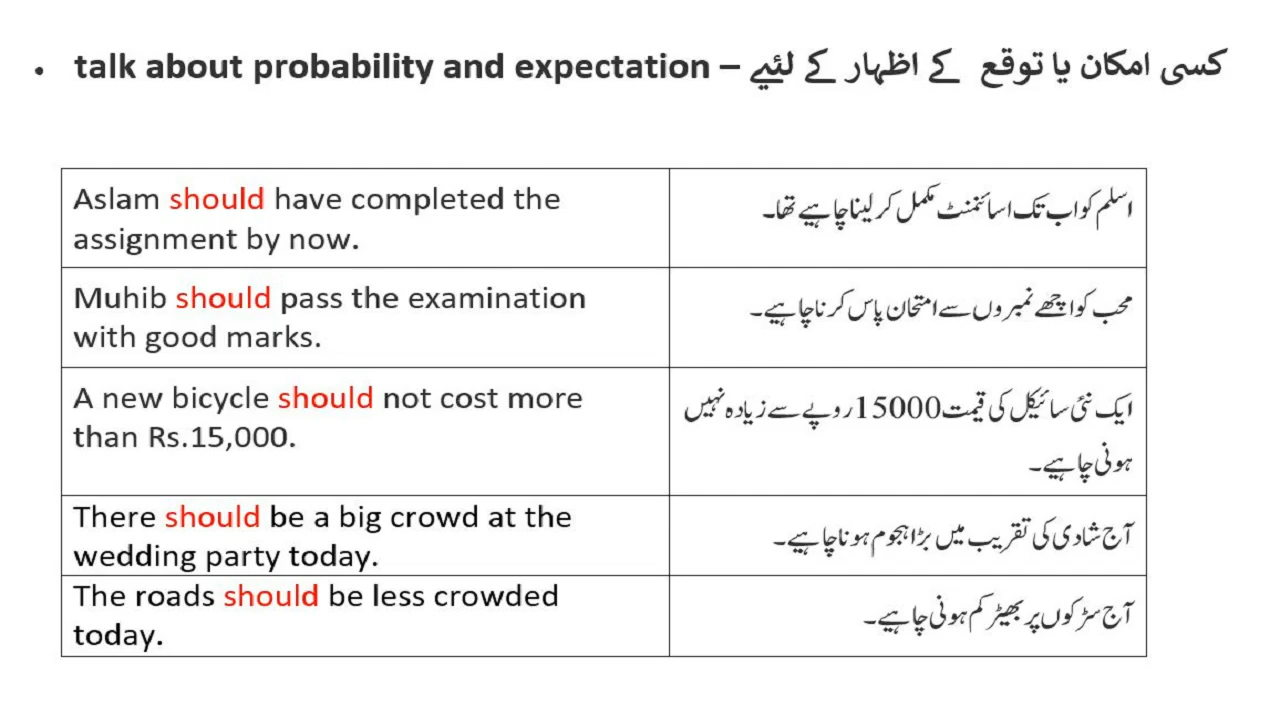 • talk about probability and expectation – کسی امکان یا توقع کے اظہار کے لئیے
Aslam should have completed the
assignment by now.
اسلم کو اب تک اسائنمنٹ مکمل کر لینا چاہیے تھا۔
Muhib should pass the examination
with good marks.
محب کو اچھے نمبروں سے امتحان پاس کرنا چاہیے۔
A new bicycle should not cost more
than Rs.15,000.
ایک نئی سائیکل کی قیمت 15000 روپے سے زیادہ نہیں
ہونی چاہیے۔
There should be a big crowd at the
wedding party today.
آج شادی کی تقریب میں بڑا ہجوم ہونا چاہیے۔
The roads should be less crowded
today.
آج سڑکوں پر بھیڑ کم ہونی چاہیے۔